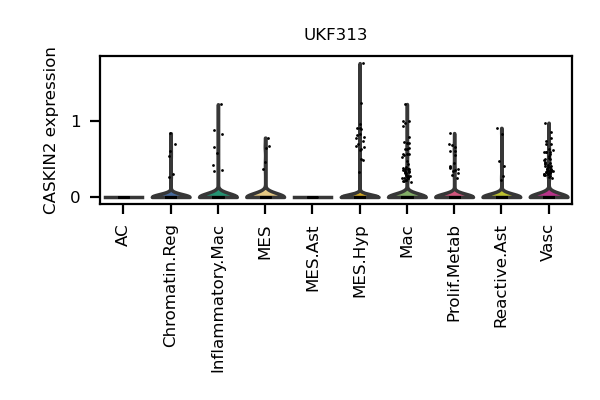 UKF313
CASKIN2 expression
1
0
AC
Chromatin.Reg
Inflammatory.Mac
MES
MES.Ast
MES.Hyp
Mac
Prolif.Metab
Reactive.Ast
Vasc